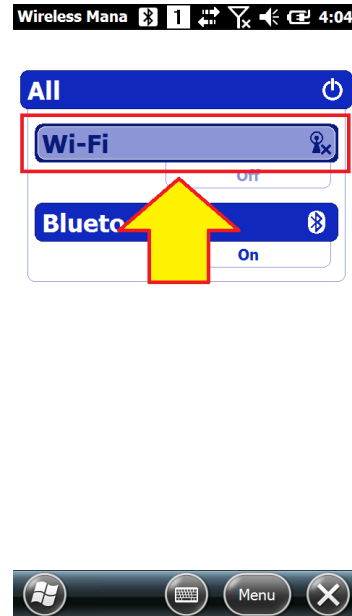 Wireless Mana 1 4:04
All
Wi-Fi
Off
Blueto
On
Menu